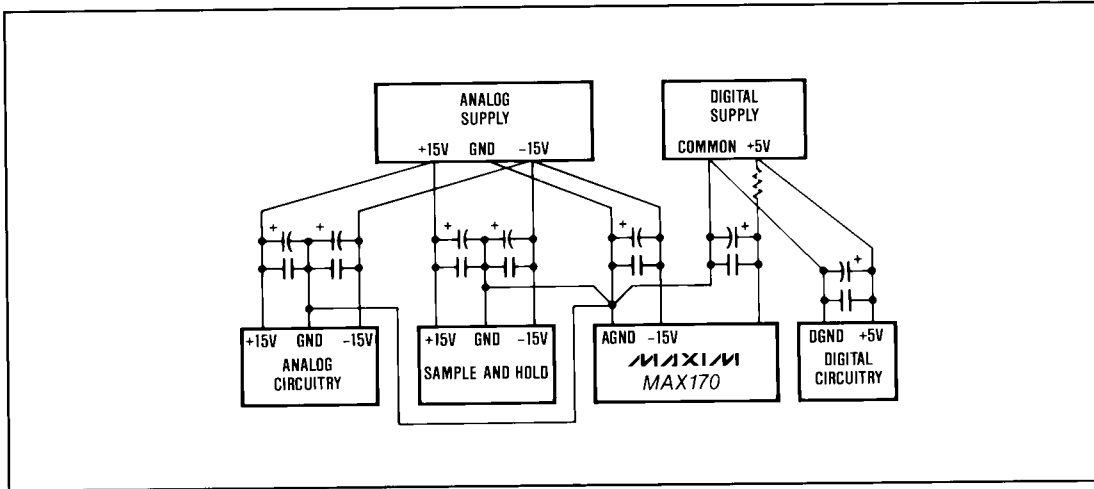 ANALOG
SUPPLY
+15V GND -15V
DIGITAL
SUPPLY
COMMON +5V
+ +
+ +
+
+
+
+15V GND -15V
ANALOG
CIRCUITRY
+15V GND -15V
SAMPLE AND HOLD
AGND -15V
MAXIM
MAX170
DGND +5V
DIGITAL
CIRCUITRY